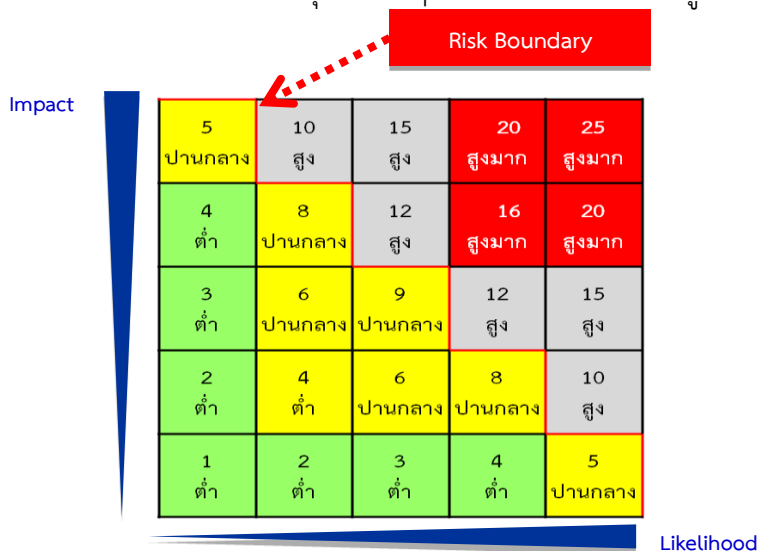 Risk Boundary
Impact
5 10 15 20 25
ปานกลาง สูง สูง สูงมาก สูงมาก
4 8 12 16 20
ต่ำ ปานกลาง สูง สูงมาก สูงมาก
3 6 9 12 15
ต่ำ ปานกลาง ปานกลาง สูง สูง
2 4 6 8 10
ต่ำ ต่ำ ปานกลาง ปานกลาง สูง
1 2 3 4 5
ต่ำ ต่ำ ต่ำ ต่ำ ปานกลาง
Likelihood